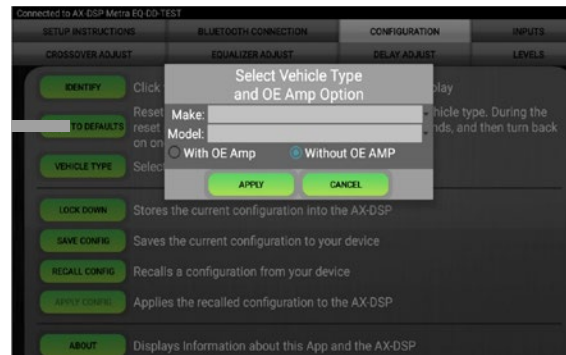 Connected to AX-DSP Metra EQ-DD-TEST
SETUP INSTRUCTIONS BLUETOOTH CONNECTION CONFIGURATION INPUTS
CROSSOVER ADJUST EQUALIZER ADJUST DELAY ADJUST LEVELS
Select Vehicle Type
and OE Amp Option
Make:
Model:
With OE Amp Without OE AMP
APPLY CANCEL
IDENTIFY Click play
TO DEFAULTS Reset hicle type. During the
reset nds, and then turn back
on on
VEHICLE TYPE Select
LOCK DOWN Stores the current configuration into the AX-DSP
SAVE CONFIG Saves the current configuration to your device
RECALL CONFIG Recalls a configuration from your device
APPLY CONFIG Applies the recalled configuration to the AX-DSP
ABOUT Displays Information about this App and the AX-DSP